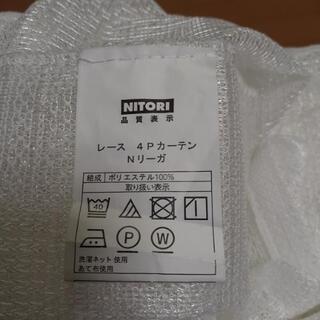 NITORI
品質表示
レース 4Pカーテン
Nリーガ
組成 ポリエステル100%
取り扱い表示
40
P W
洗濯ネット使用
あて布使用